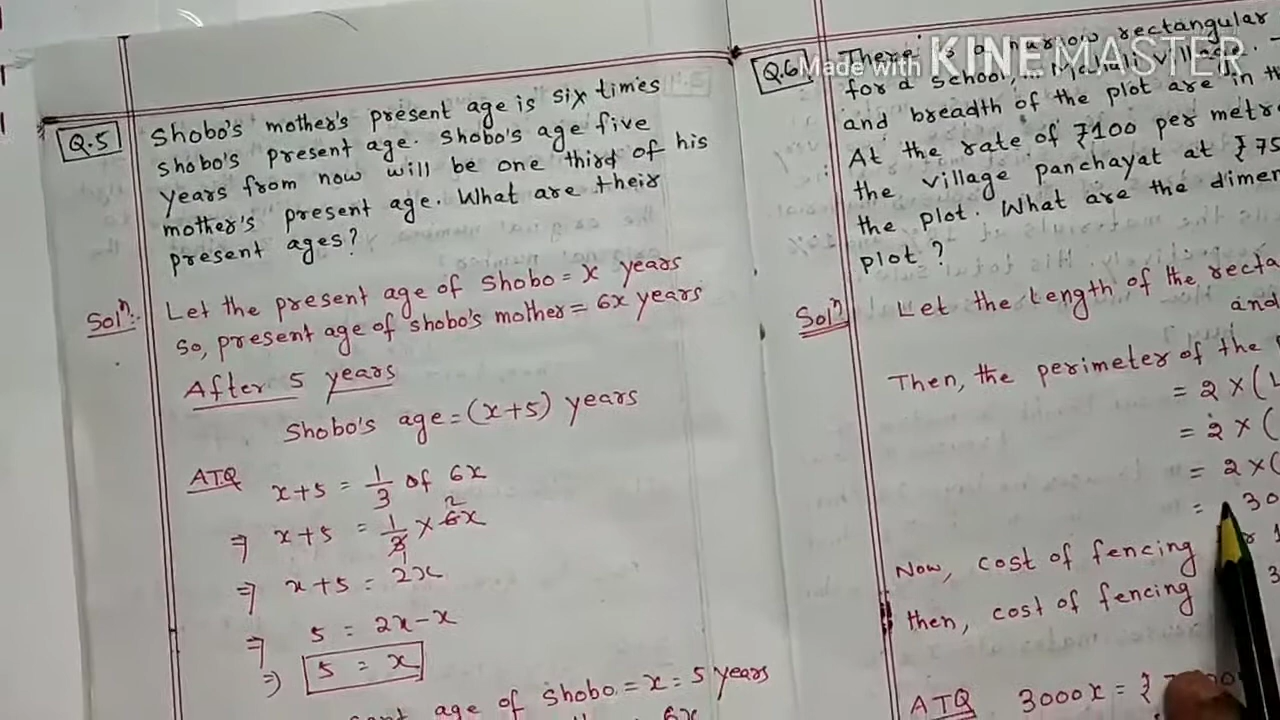 Made with KINEMASTER
Q.5
Shobo's mother's present age is six times
Shobo's present age. Shobo's age five
years from now will be one third of his
mother's present age. What are their
present ages?
Solⁿ:
Let the present age of Shobo = x years
So, present age of shobo's mother = 6x years
After 5 years
Shobo's age = (x+5) years
ATQ x+5 = 1/3 of 6x
⇒ x+5 = 1/3 × 6x 2 1
⇒ x+5 = 2x
⇒ 5 = 2x-x
⇒ 5 = x
age of Shobo = x = 5 years
6x
Q.6
There is a narrow rectangular
for a school, village.
and breadth of the plot are in
At the rate of ₹100 per
the village panchayat at ₹75
the plot. What are the
plot?
Solⁿ
Let the Length of the
and
Then, the perimeter of the
= 2 × (
= 2 × (
= 2 × (
= 30
Now, cost of fencing
then, cost of fencing
ATQ 3000x = ₹